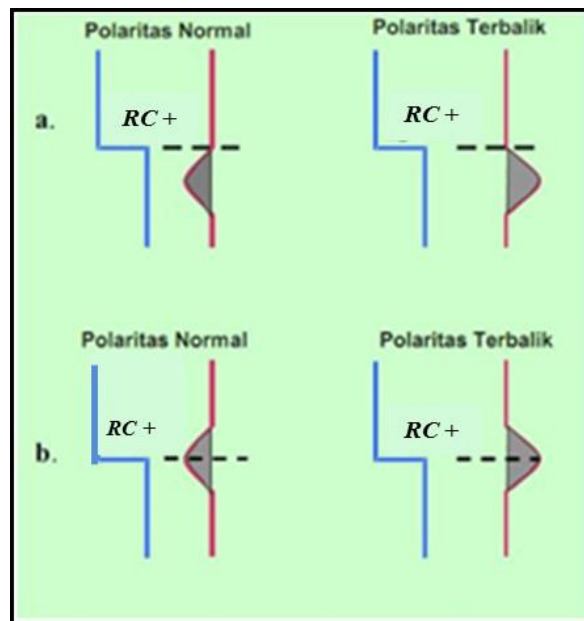 Polaritas Normal
Polaritas Terbalik
a.
RC +
RC +
Polaritas Normal
Polaritas Terbalik
b.
RC +
RC +